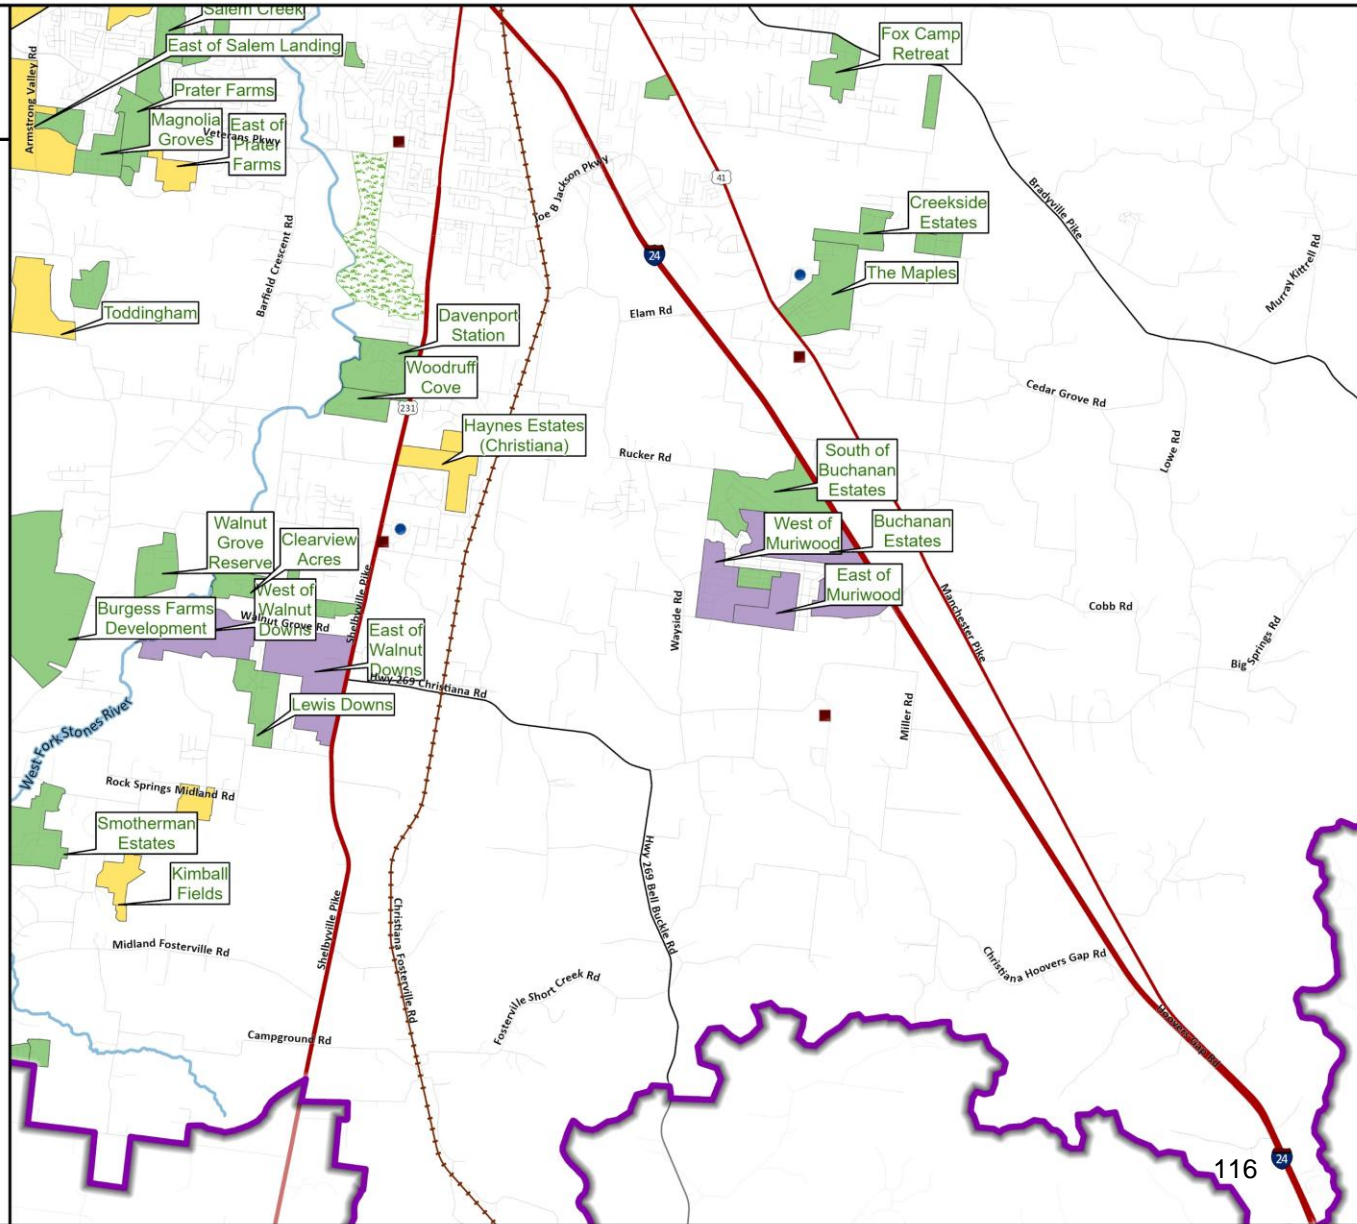 Salem Creek
East of Salem Landing
Fox Camp
Retreat
Armstrong Valley Rd
Prater Farms
Magnolia
Groves
Veterans Pkwy
East of
Prater
Farms
Joe B Jackson Pkwy
41
Bradyville Pike
Creekside
Estates
Barfield Crescent Rd
24
The Maples
Murray Kittrell Rd
Toddingham
Davenport
Station
Elam Rd
Woodruff
Cove
231
Cedar Grove Rd
Haynes Estates
(Christiana)
Rucker Rd
South of
Buchanan
Estates
Lowe Rd
Walnut
Grove
Reserve
Clearview
Acres
West of
Muriwood
Buchanan
Estates
East of
Muriwood
Shelbyville Pike
Burgess Farms
Development
West of
Walnut
Downs
Walnut Grove Rd
East of
Walnut
Downs
Wayside Rd
Manchester Pike
Cobb Rd
Big Springs Rd
Hwy 269 Christiana Rd
Lewis Downs
Miller Rd
West Fork Stones River
Rock Springs Midland Rd
Smotherman
Estates
Kimball
Fields
Hwy 269 Bell Buckle Rd
Midland Fosterville Rd
Shelbyville Pike
Christiana Fosterville Rd
Christiana Hoovers Gap Rd
Fosterville Short Creek Rd
Campground Rd
Hoovers Gap Rd
116
24